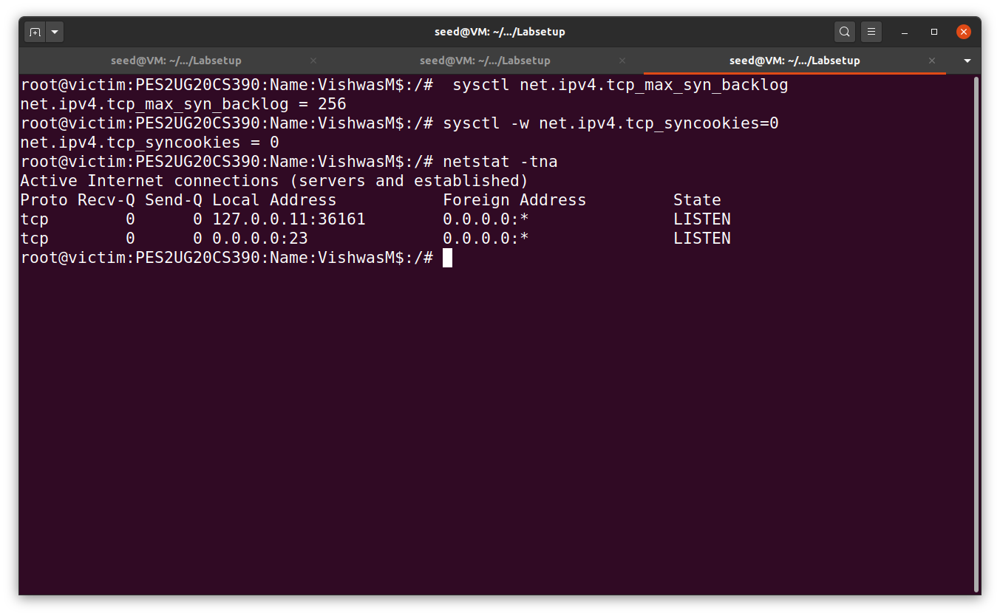 seed@VM: ~/.../Labsetup
seed@VM: ~/.../Labsetup seed@VM: ~/.../Labsetup seed@VM: ~/.../Labsetup
root@victim:PES2UG20CS390:Name:VishwasM$:/#  sysctl net.ipv4.tcp_max_syn_backlog
net.ipv4.tcp_max_syn_backlog = 256
root@victim:PES2UG20CS390:Name:VishwasM$:/# sysctl -w net.ipv4.tcp_syncookies=0
net.ipv4.tcp_syncookies = 0
root@victim:PES2UG20CS390:Name:VishwasM$:/# netstat -tna
Active Internet connections (servers and established)
Proto Recv-Q Send-Q Local Address           Foreign Address         State
tcp        0      0 127.0.0.11:36161        0.0.0.0:*               LISTEN
tcp        0      0 0.0.0.0:23              0.0.0.0:*               LISTEN
root@victim:PES2UG20CS390:Name:VishwasM$:/#